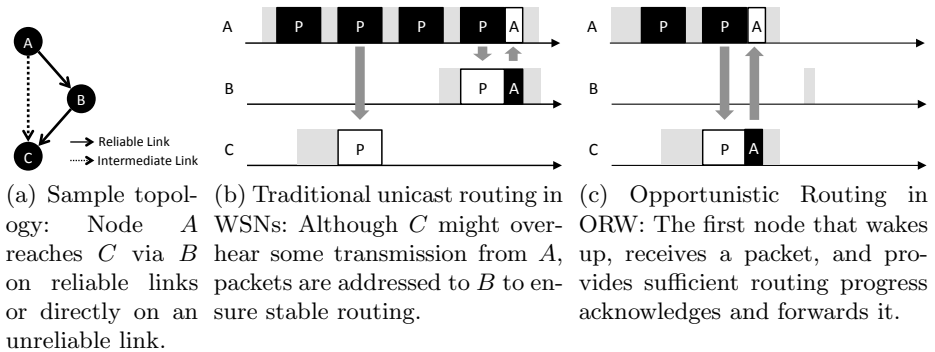 A
B
C
Reliable Link
Intermediate Link
A P P P P A
B P A
C P
A P P A
B
C P A
(a) Sample topol-
ogy: Node A
reaches C via B
on reliable links
or directly on an
unreliable link.
(b) Traditional unicast routing in
WSNs: Although C might over-
hear some transmission from A,
packets are addressed to B to en-
sure stable routing.
(c) Opportunistic Routing in
ORW: The first node that wakes
up, receives a packet, and pro-
vides sufficient routing progress
acknowledges and forwards it.